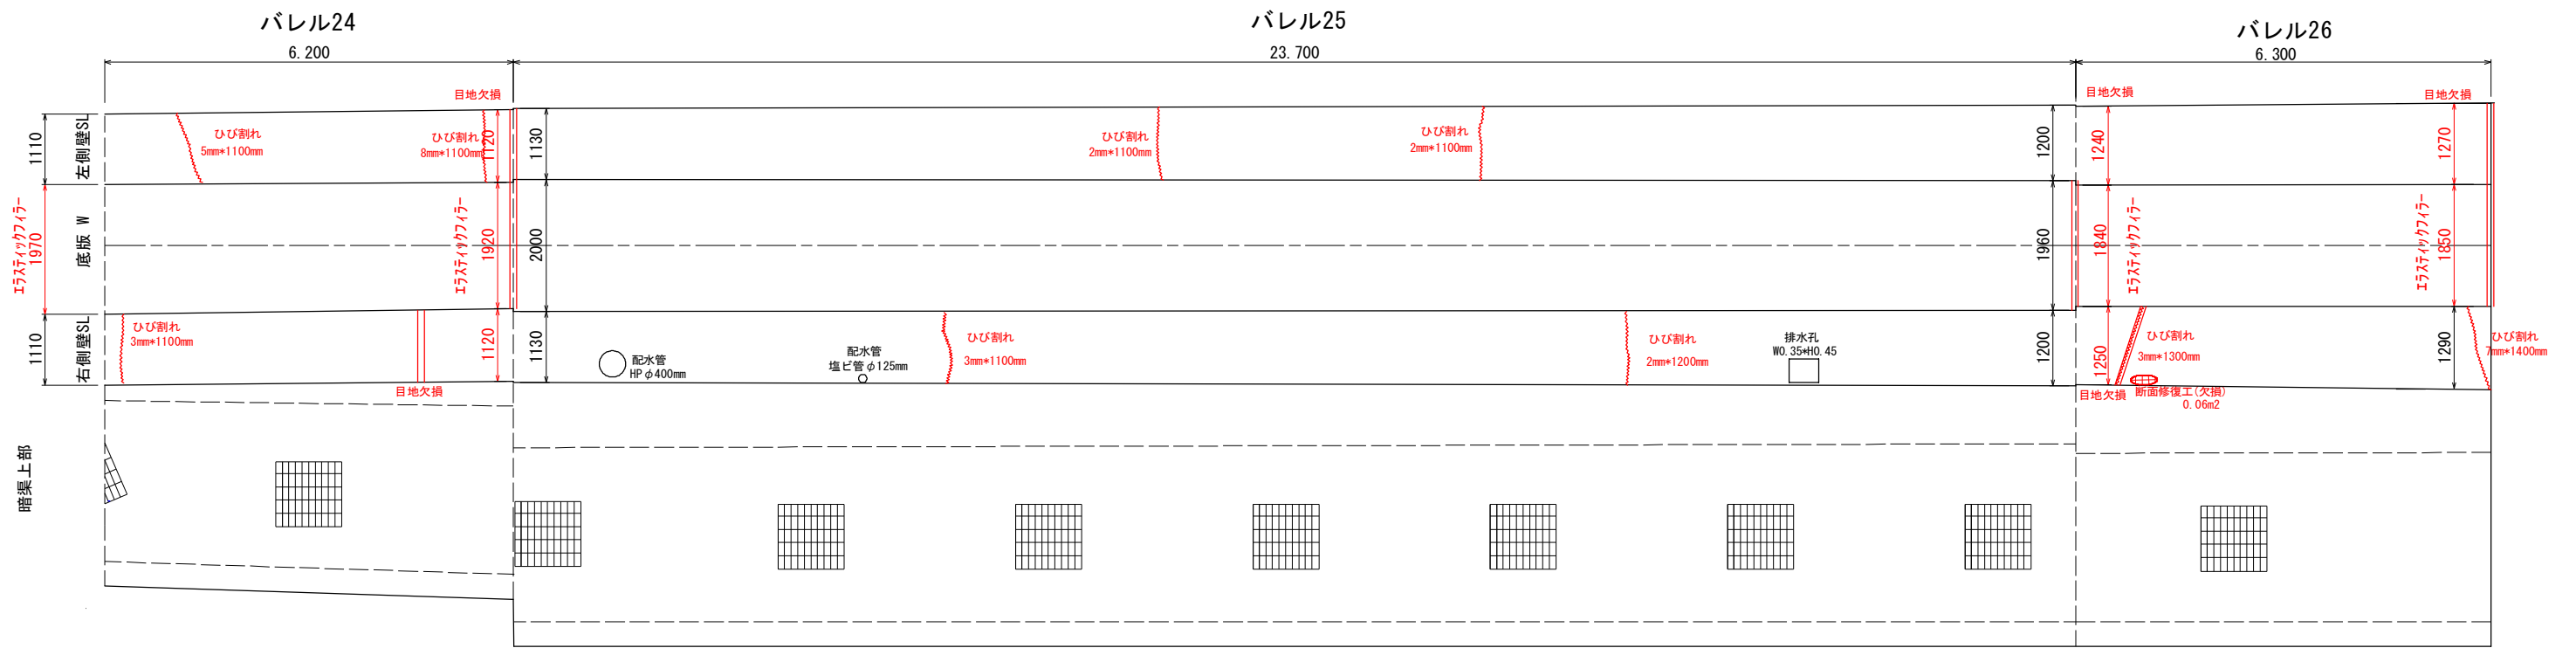 バレル24
バレル25
バレル26
6.200
23.700
6.300
目地欠損
目地欠損
目地欠損
1110
左側壁SL
ひび割れ
5mm*1100mm
ひび割れ
8mm*1100mm
1120
1130
ひび割れ
2mm*1100mm
ひび割れ
2mm*1100mm
1200
1240
1270
エラスティックフィラー
1970
底版 W
エラスティックフィラー
1920
2000
1960
1840
エラスティックフィラー
エラスティックフィラー
1850
1110
右側壁SL
ひび割れ
3mm*1100mm
1120
目地欠損
1130
配水管
HPφ400mm
配水管
塩ビ管φ125mm
ひび割れ
3mm*1100mm
ひび割れ
2mm*1200mm
排水孔
W0.35*H0.45
1200
1250
ひび割れ
3mm*1300mm
1290
ひび割れ
7mm*1400mm
目地欠損
断面修復工(欠損)
0.06m2
暗渠上部